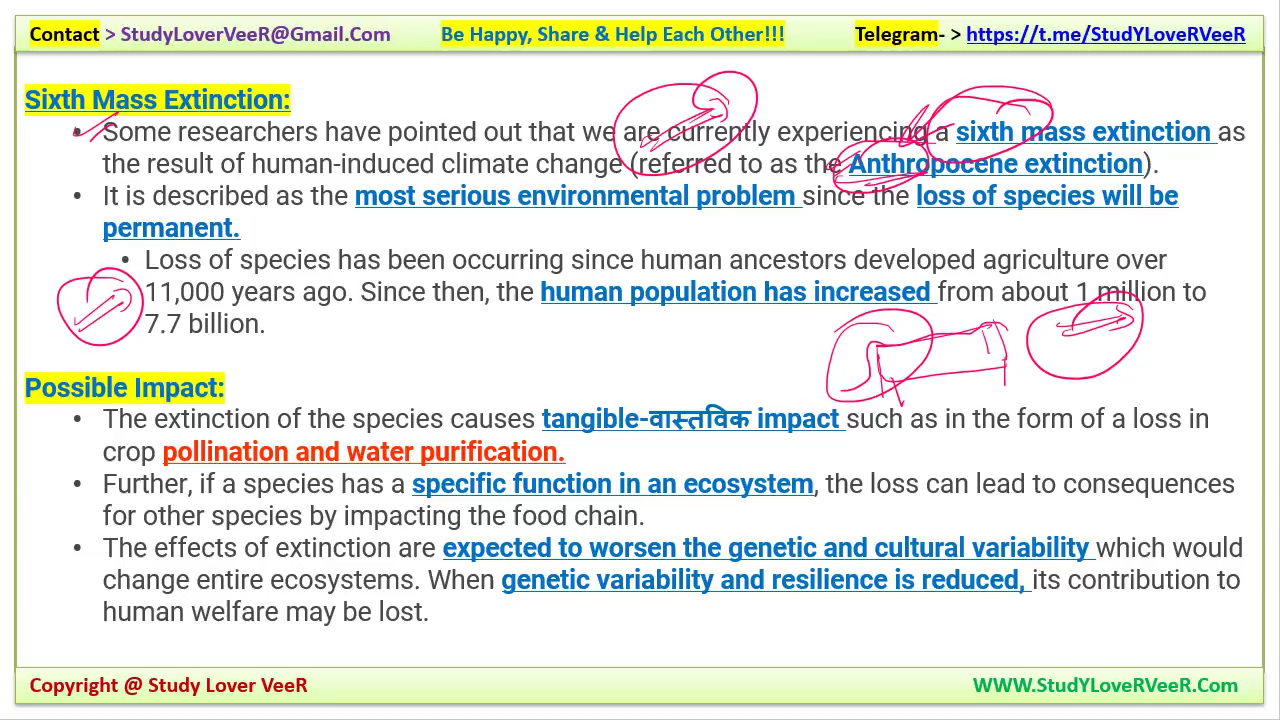 Contact > StudyLoverVeeR@Gmail.Com Be Happy, Share & Help Each Other!!! Telegram- > https://t.me/StudYLoveRVeeR
Sixth Mass Extinction:
• Some researchers have pointed out that we are currently experiencing a sixth mass extinction as
the result of human-induced climate change (referred to as the Anthropocene extinction).
• It is described as the most serious environmental problem since the loss of species will be
permanent.
• Loss of species has been occurring since human ancestors developed agriculture over
11,000 years ago. Since then, the human population has increased from about 1 million to
7.7 billion.
Possible Impact:
• The extinction of the species causes tangible-वास्तविक impact such as in the form of a loss in
crop pollination and water purification.
• Further, if a species has a specific function in an ecosystem, the loss can lead to consequences
for other species by impacting the food chain.
• The effects of extinction are expected to worsen the genetic and cultural variability which would
change entire ecosystems. When genetic variability and resilience is reduced, its contribution to
human welfare may be lost.
Copyright @ Study Lover VeeR WWW.StudYLoveRVeeR.Com